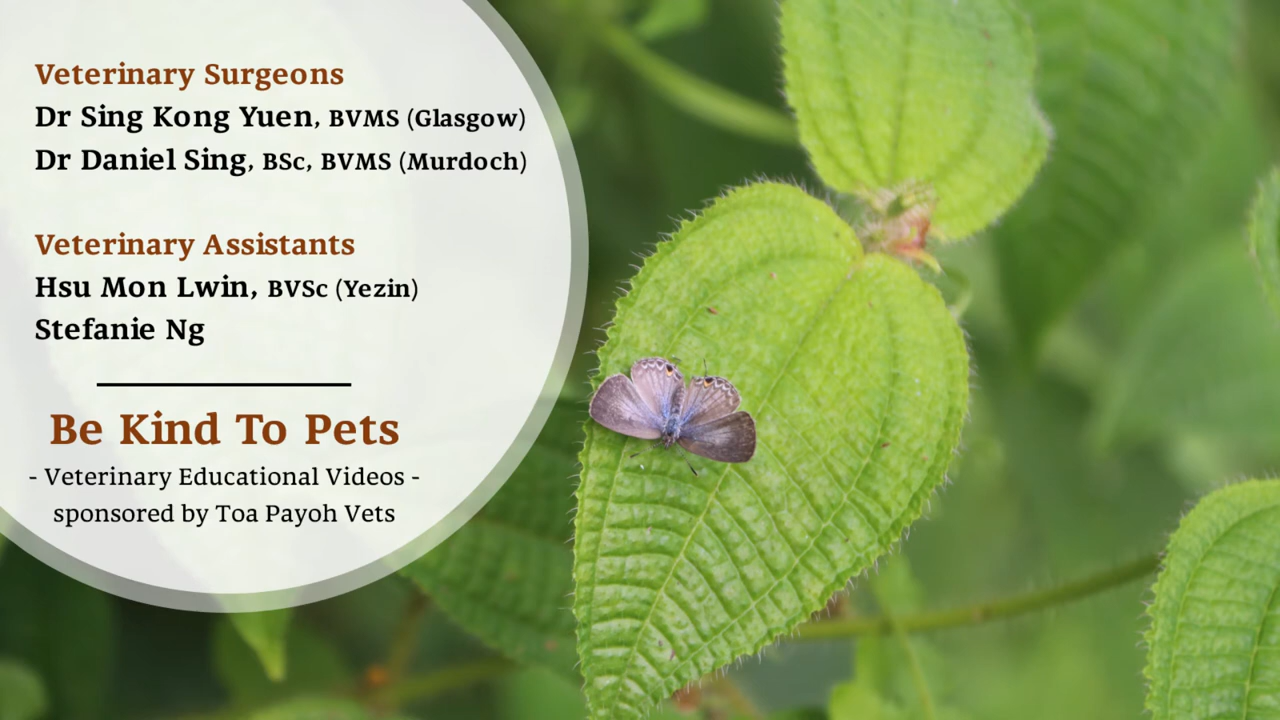 Veterinary Surgeons
Dr Sing Kong Yuen, BVMS (Glasgow)
Dr Daniel Sing, BSc, BVMS (Murdoch)
Veterinary Assistants
Hsu Mon Lwin, BVSc (Yezin)
Stefanie Ng
Be Kind To Pets
- Veterinary Educational Videos -
sponsored by Toa Payoh Vets